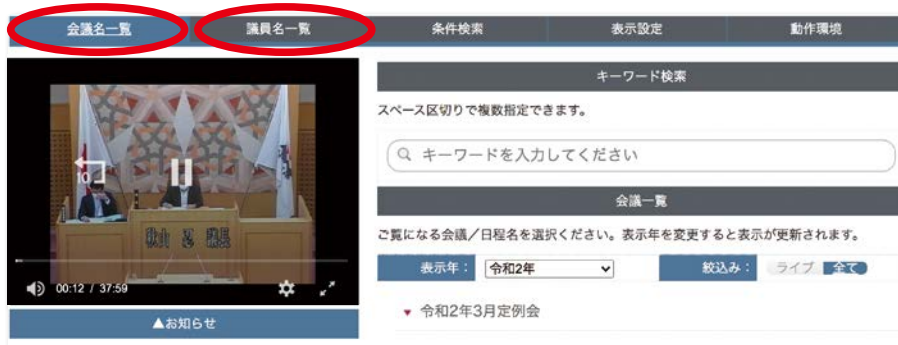 会議名一覧 議員名一覧 条件検索 表示設定 動作環境
キーワード検索
スペース区切りで複数指定できます。
キーワードを入力してください
会議一覧
ご覧になる会議／日程名を選択ください。表示年を変更すると表示が更新されます。
表示年： 令和2年 絞込み： ライブ 全て
▼ 令和2年3月定例会
10
秋山 忍 議長
00:12 / 37:59
▲お知らせ